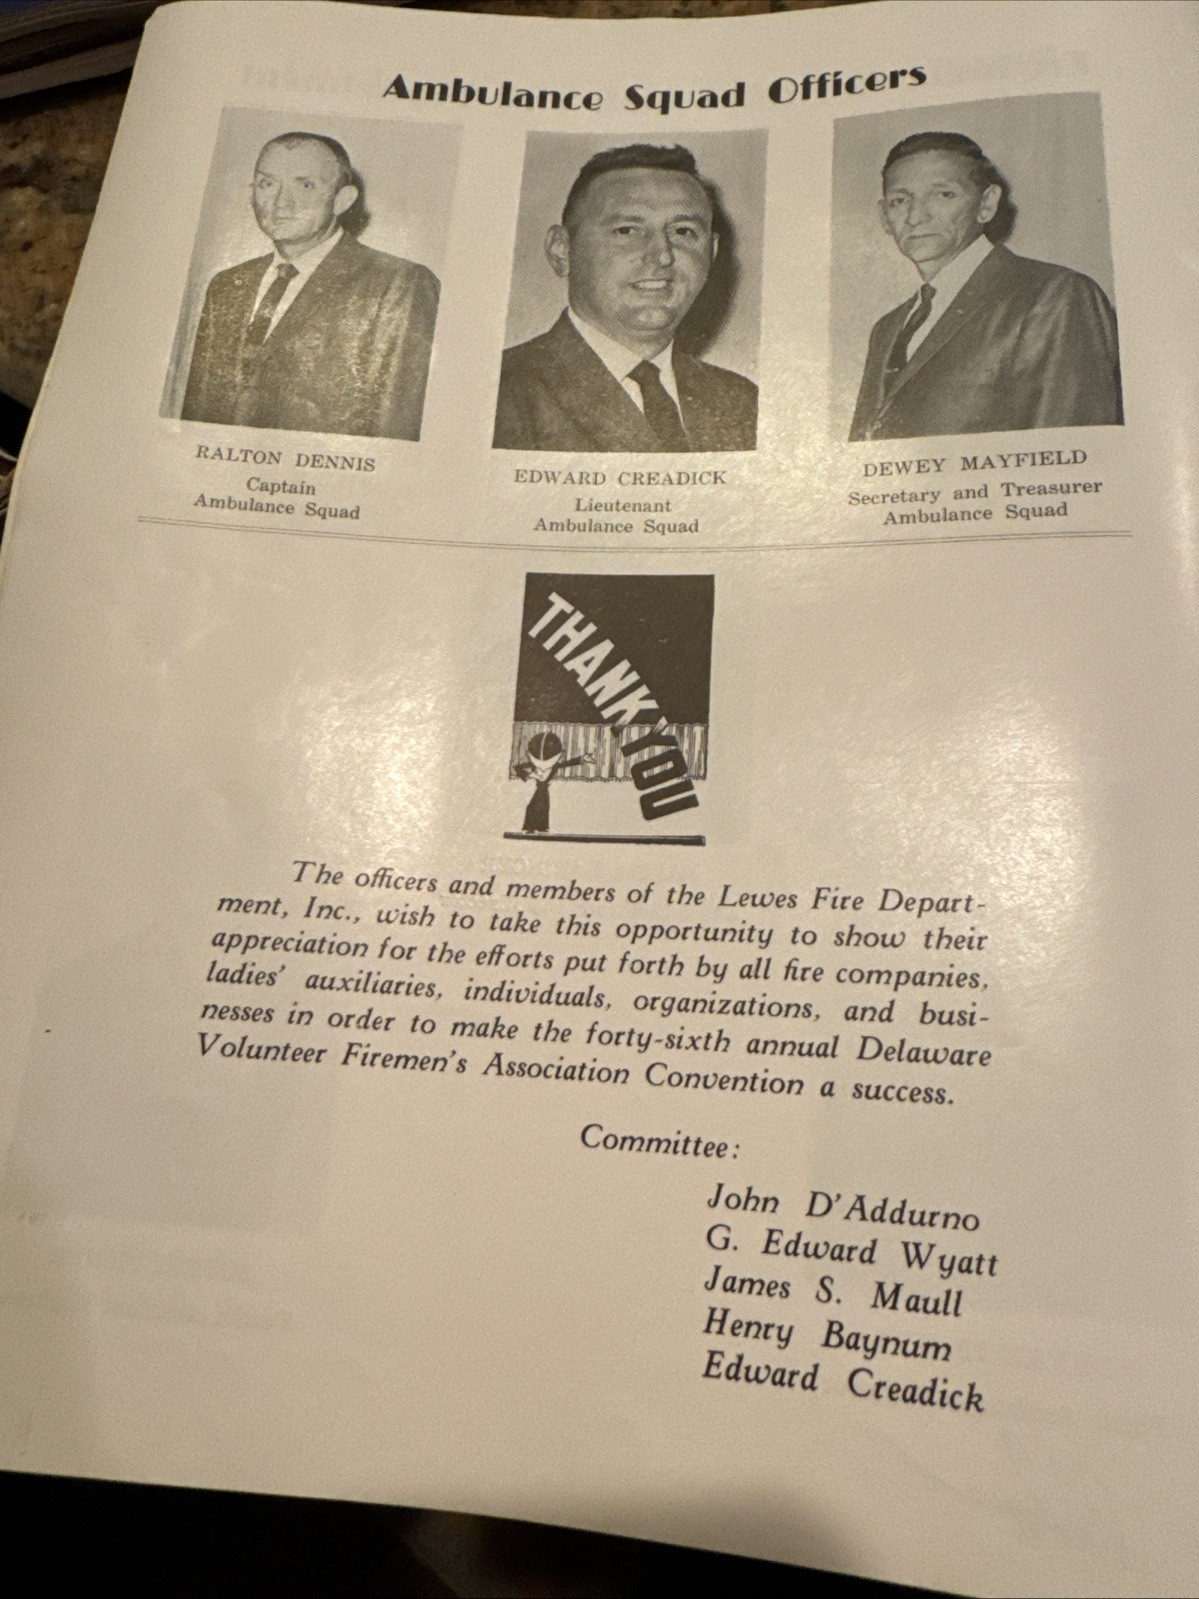 Ambulance Squad Officers
RALTON DENNIS
Captain
Ambulance Squad
EDWARD CREADICK
Lieutenant
Ambulance Squad
DEWEY MAYFIELD
Secretary and Treasurer
Ambulance Squad
THANK YOU
The officers and members of the Lewes Fire Depart-
ment, Inc., wish to take this opportunity to show their
appreciation for the efforts put forth by all fire companies,
ladies' auxiliaries, individuals, organizations, and busi-
nesses in order to make the forty-sixth annual Delaware
Volunteer Firemen's Association Convention a success.
Committee:
John D'Addurno
G. Edward Wyatt
James S. Maull
Henry Baynum
Edward Creadick